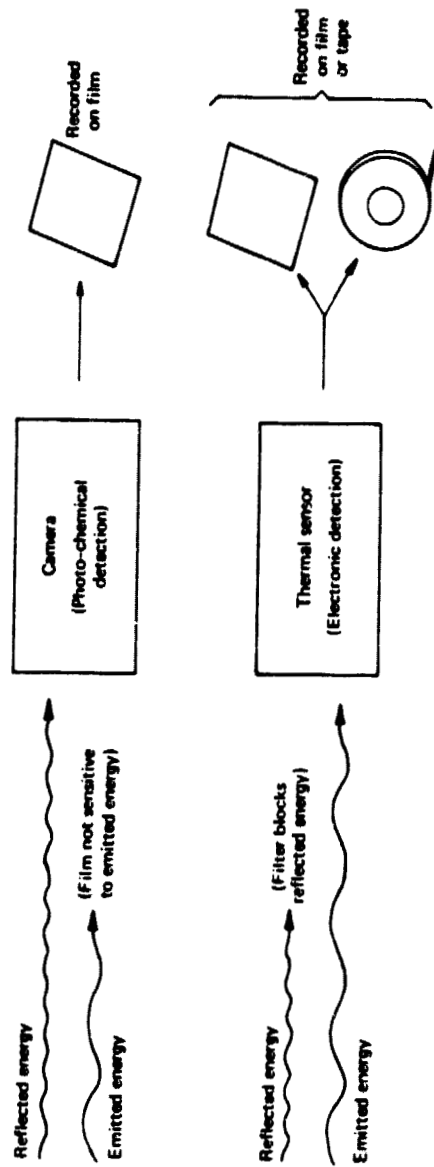 Reflected energy
Emitted energy
(Film not sensitive
to emitted energy)
Camera
(Photo-chemical
detection)
Recorded
on film
Reflected energy
Emitted energy
(Filter blocks
reflected energy)
Thermal sensor
(Electronic detection)
Recorded
on film
or tape